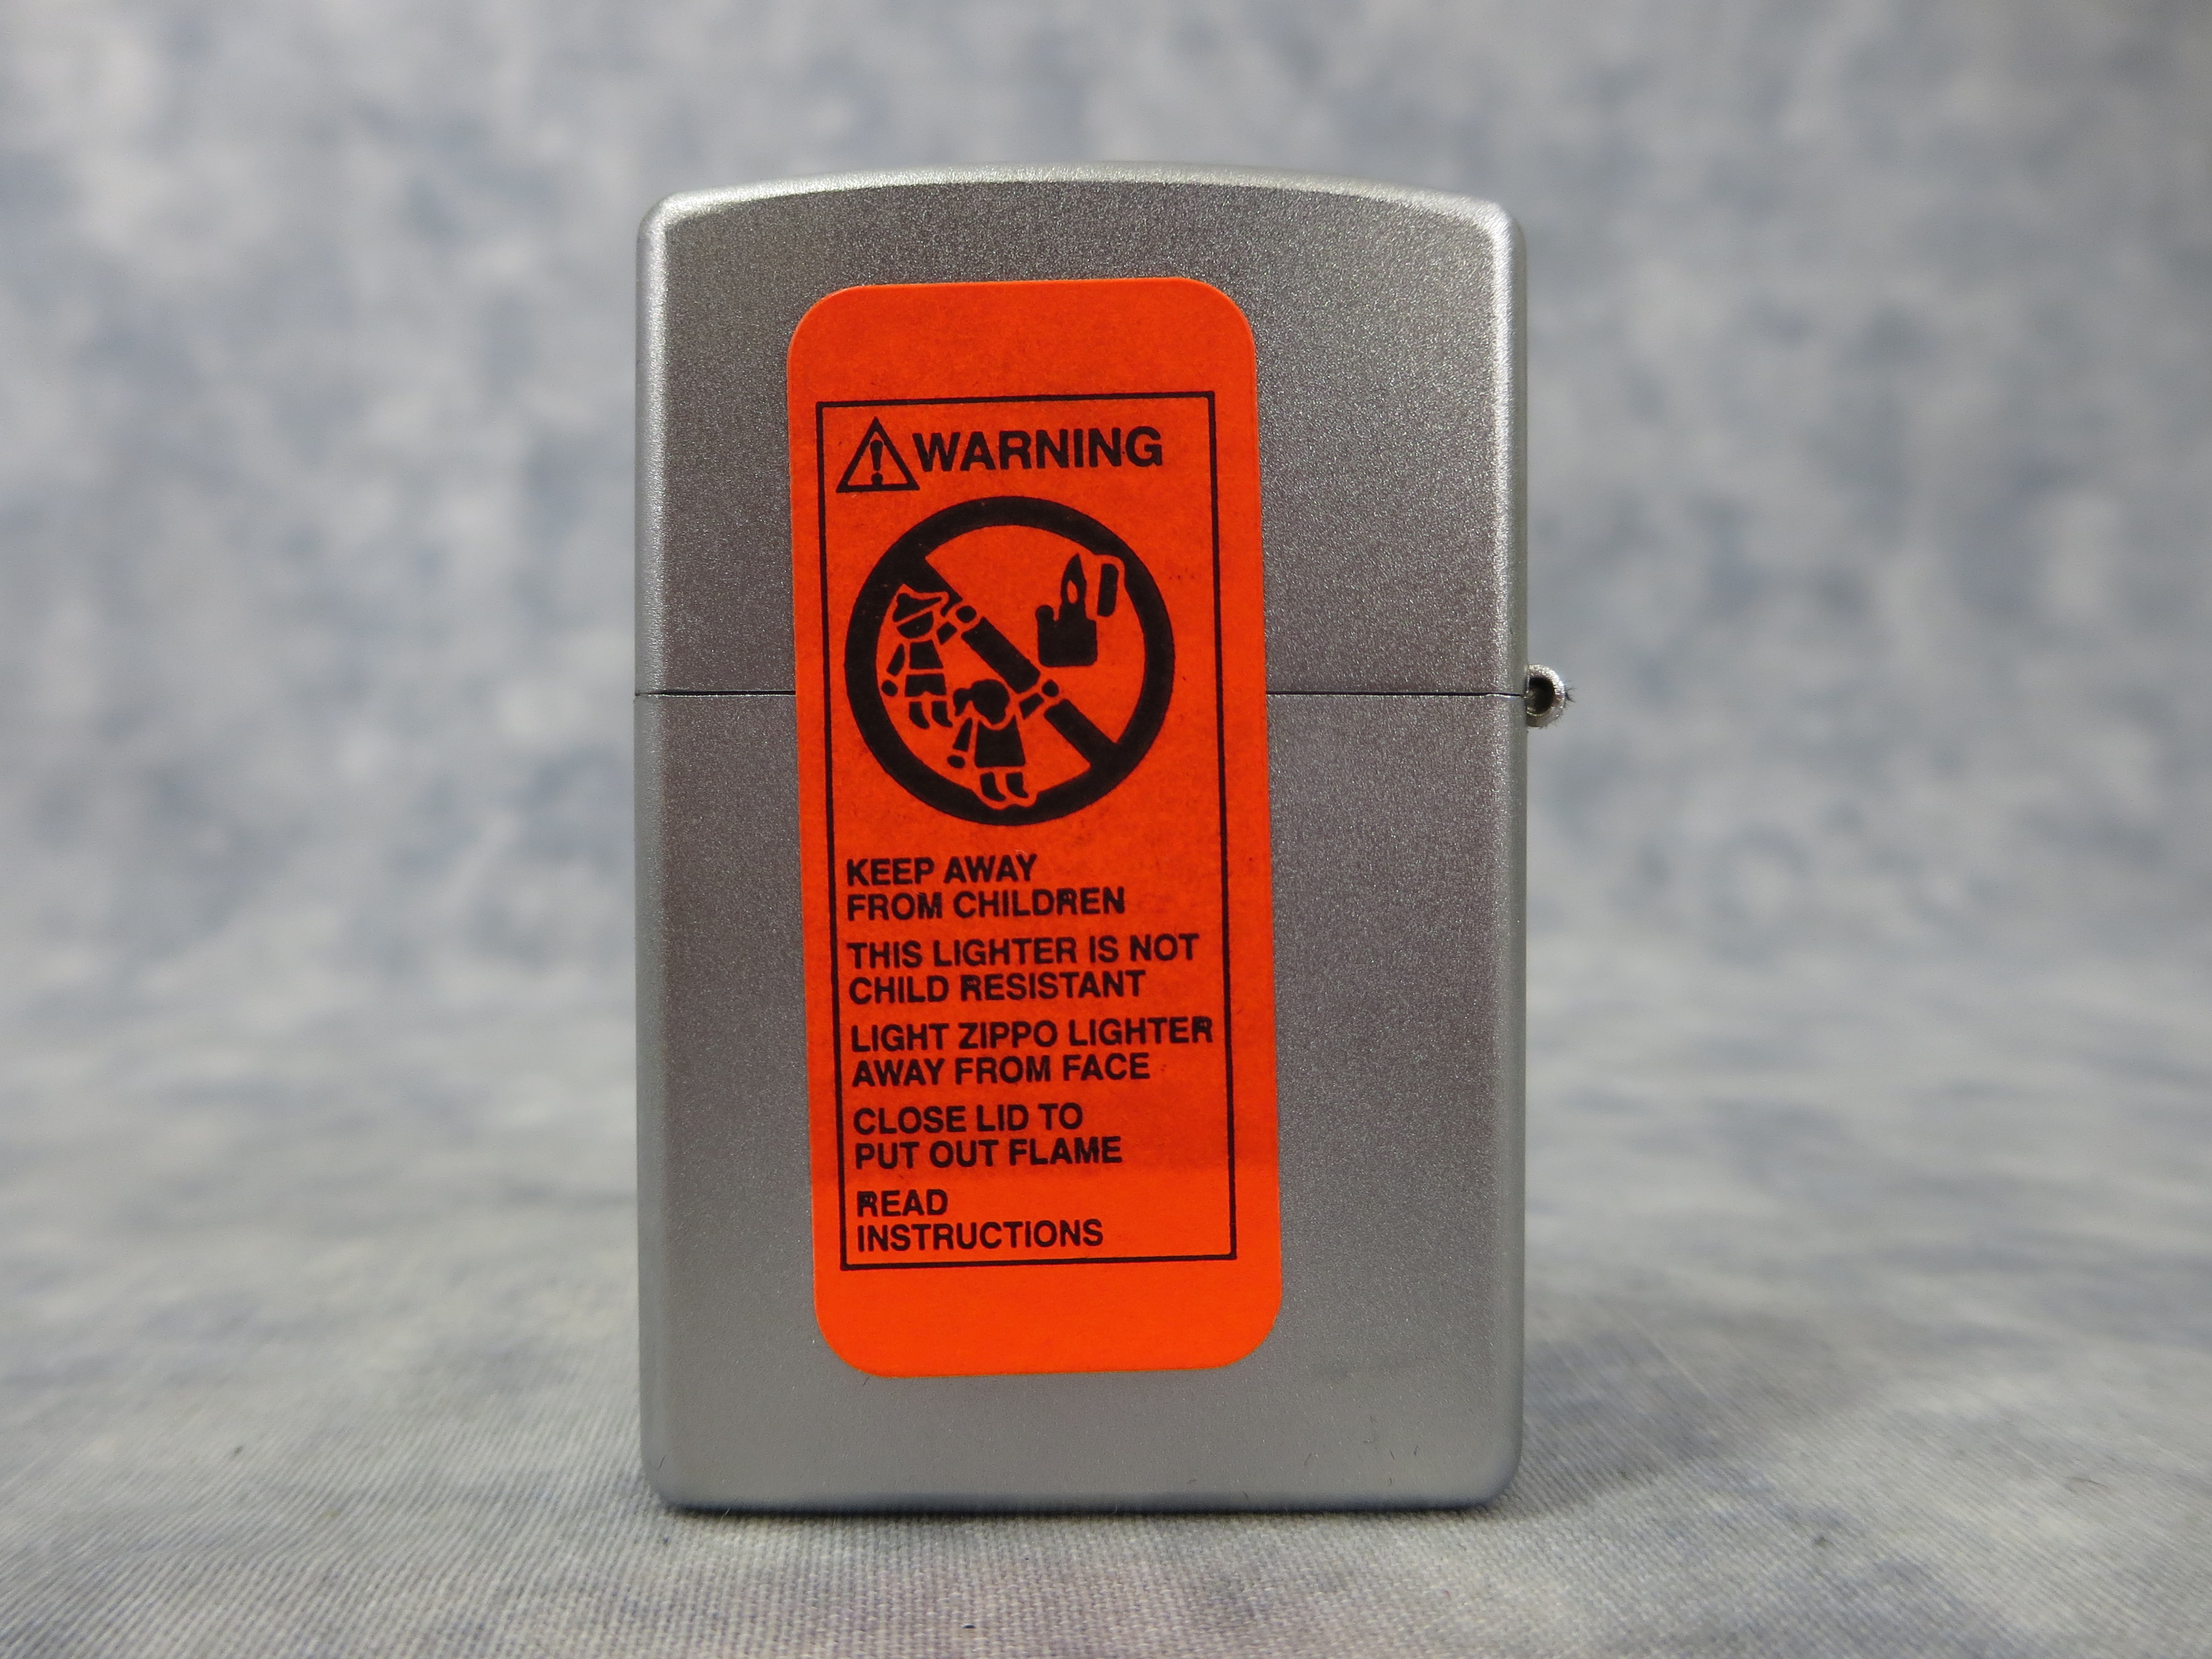 WARNING
KEEP AWAY
FROM CHILDREN
THIS LIGHTER IS NOT
CHILD RESISTANT
LIGHT ZIPPO LIGHTER
AWAY FROM FACE
CLOSE LID TO
PUT OUT FLAME
READ
INSTRUCTIONS